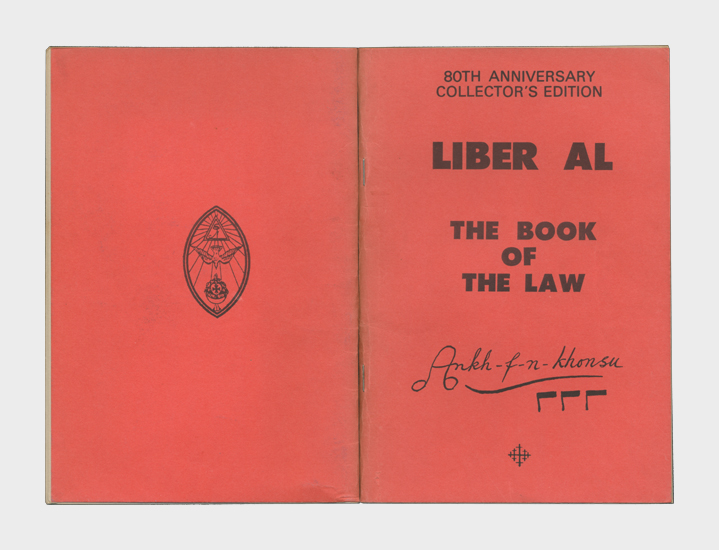 80TH ANNIVERSARY
COLLECTOR'S EDITION
LIBER AL
THE BOOK
OF
THE LAW
Ankh-f-n-khonsu